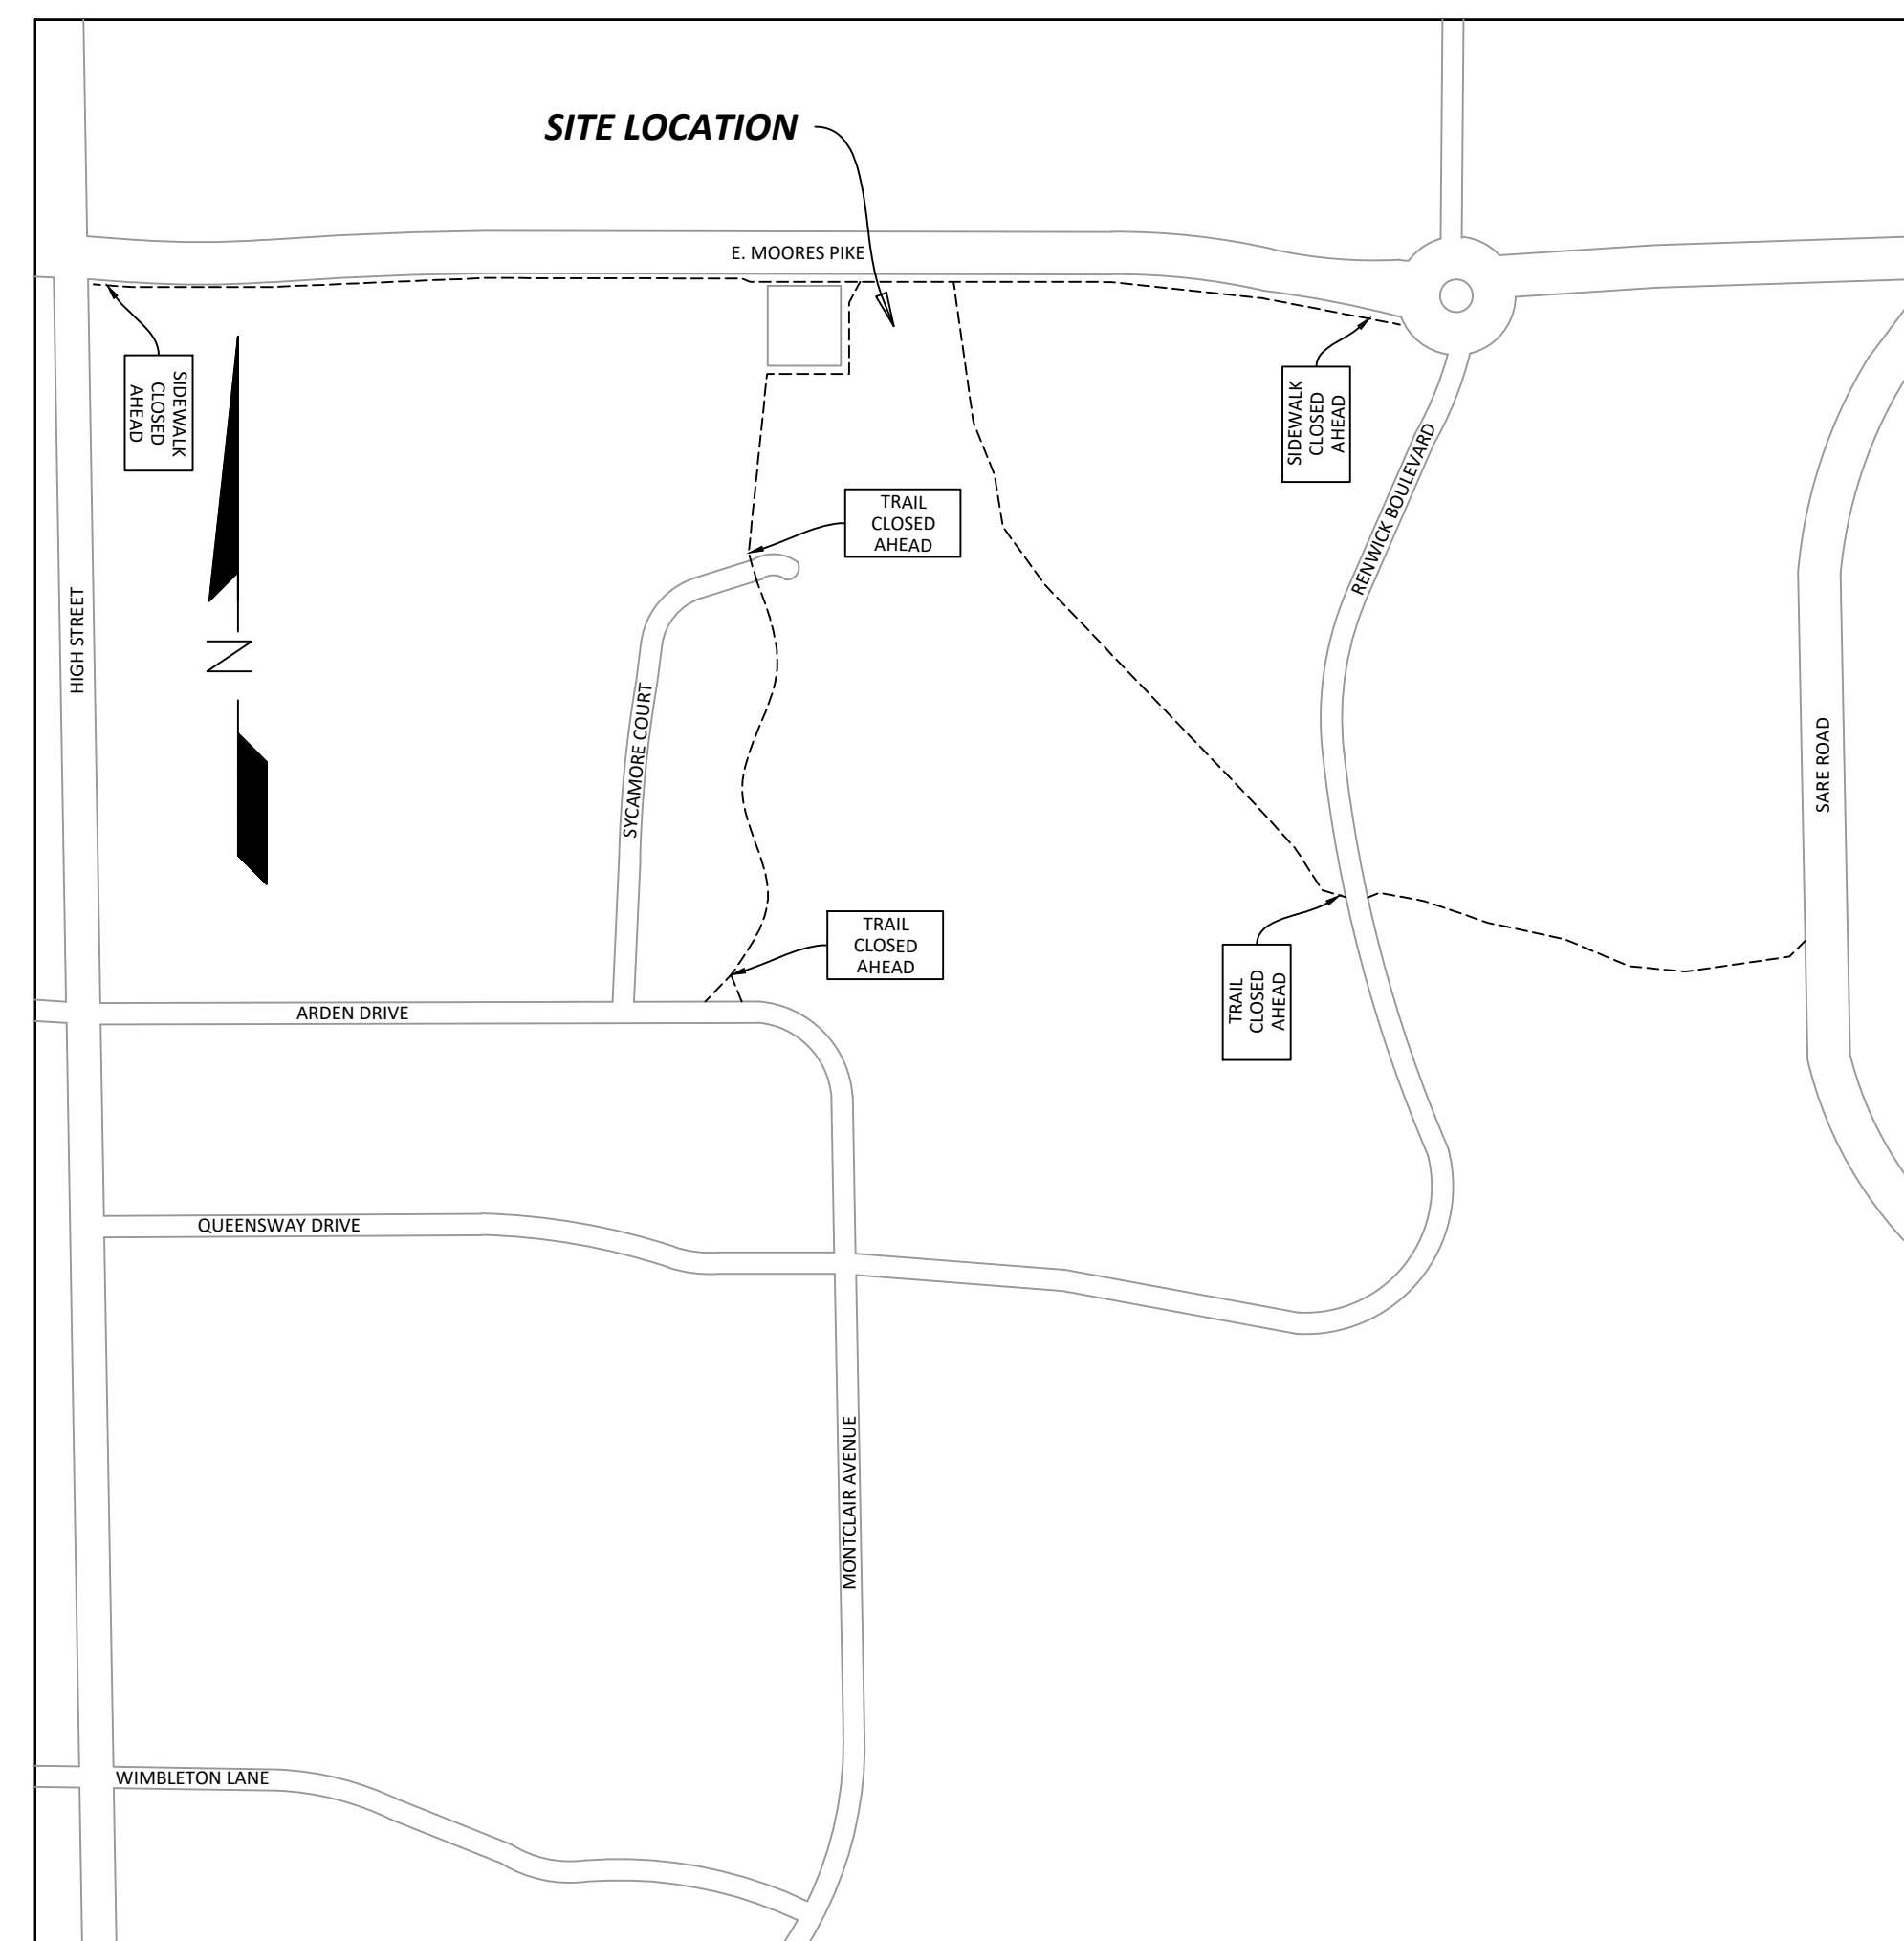 SITE LOCATION
E. MOORES PIKE
SIDEWALK
CLOSED
AHEAD
SIDEWALK
CLOSED
AHEAD
RENWICK BOULEVARD
TRAIL
CLOSED
AHEAD
HIGH STREET
N
SYCAMORE COURT
SARE ROAD
TRAIL
CLOSED
AHEAD
TRAIL
CLOSED
AHEAD
ARDEN DRIVE
QUEENSWAY DRIVE
MONTCLAIR AVENUE
WIMBLETON LANE